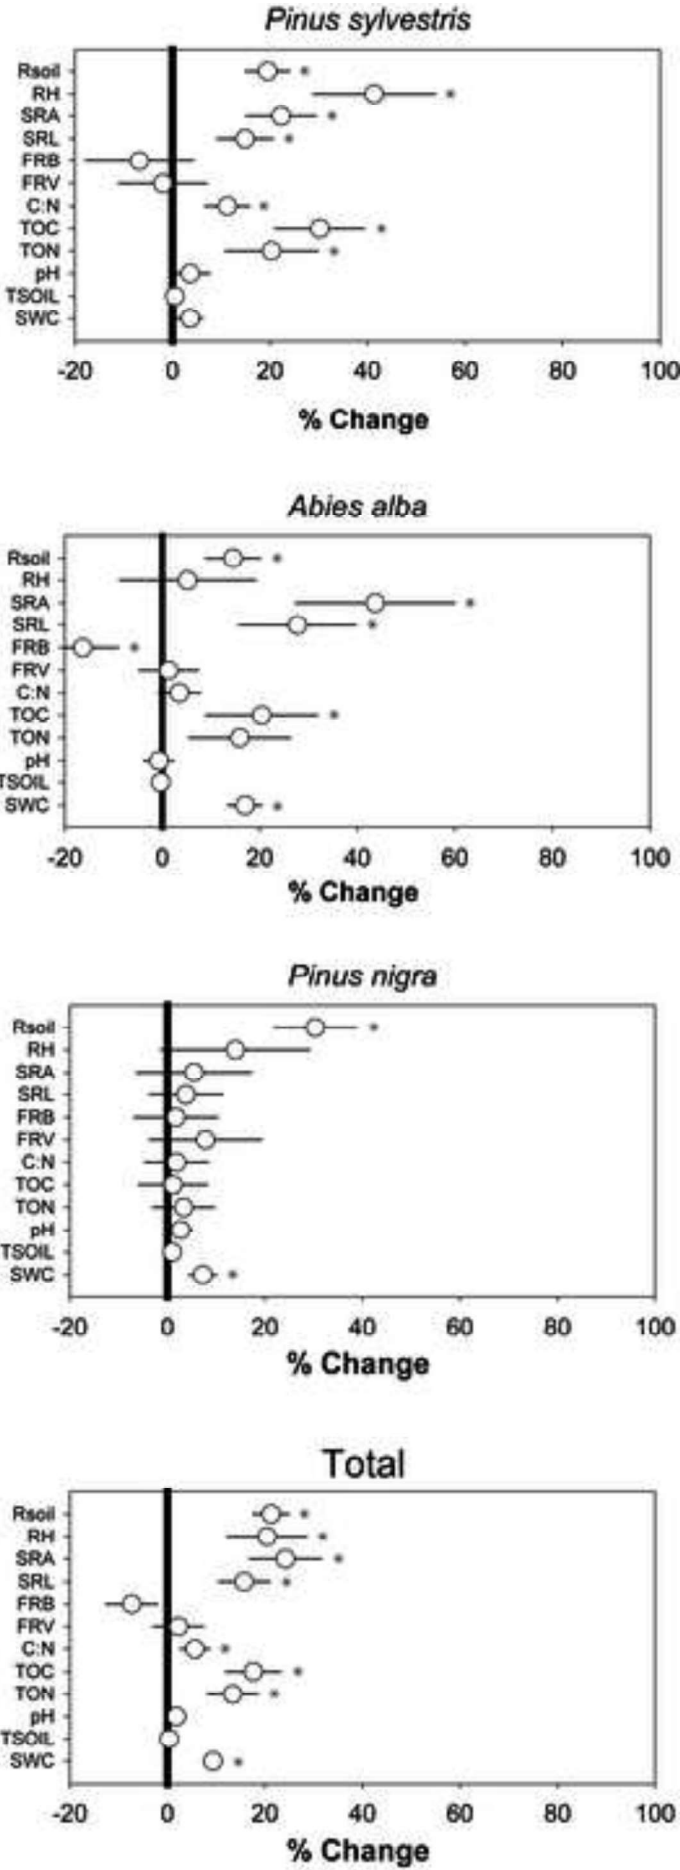 Pinus sylvestris
Rsoil *
RH *
SRA *
SRL *
FRB
FRV
C:N *
TOC *
TON *
pH
TSOIL
SWC
-20 0 20 40 60 80 100
% Change
Abies alba
Rsoil *
RH
SRA *
SRL *
FRB *
FRV
C:N
TOC *
TON
pH
TSOIL
SWC *
-20 0 20 40 60 80 100
% Change
Pinus nigra
Rsoil *
RH
SRA
SRL
FRB
FRV
C:N
TOC
TON
pH
TSOIL
SWC *
-20 0 20 40 60 80 100
% Change
Total
Rsoil *
RH *
SRA *
SRL *
FRB
FRV
C:N *
TOC *
TON *
pH
TSOIL
SWC *
-20 0 20 40 60 80 100
% Change